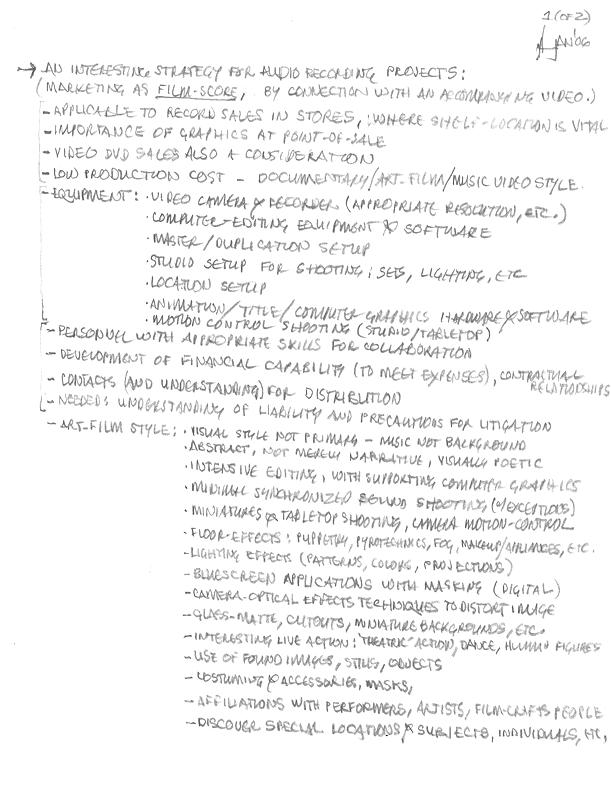 1 (OF 2)
JAN '06
→ AN INTERESTING STRATEGY FOR AUDIO RECORDING PROJECTS:
(MARKETING AS FILM-SCORE, BY CONNECTION WITH AN ACCOMPANYING VIDEO.)
- APPLICABLE TO RECORD SALES IN STORES, WHERE SHELF-LOCATION IS VITAL
- IMPORTANCE OF GRAPHICS AT POINT-OF-SALE
- VIDEO DVD SALES ALSO A CONSIDERATION
- LOW PRODUCTION COST - DOCUMENTARY/ART-FILM/MUSIC VIDEO STYLE.
- EQUIPMENT: · VIDEO CAMERA & RECORDER (APPROPRIATE RESOLUTION, ETC.)
· COMPUTER-EDITING EQUIPMENT & SOFTWARE
· MASTER/DUPLICATION SETUP
· STUDIO SETUP FOR SHOOTING; SETS, LIGHTING, ETC
· LOCATION SETUP
· ANIMATION/TITLE/COMPUTER GRAPHICS HARDWARE & SOFTWARE
· MOTION CONTROL SHOOTING (STUDIO/TABLETOP)
- PERSONNEL WITH APPROPRIATE SKILLS FOR COLLABORATION
- DEVELOPMENT OF FINANCIAL CAPABILITY (TO MEET EXPENSES), CONTRACTUAL RELATIONSHIPS
- CONTACTS (AND UNDERSTANDING) FOR DISTRIBUTION
- NEEDED: UNDERSTANDING OF LIABILITY AND PRECAUTIONS FOR LITIGATION
- ART-FILM STYLE: · VISUAL STYLE NOT PRIMARY - MUSIC NOT BACKGROUND
· ABSTRACT, NOT MERELY NARRATIVE, VISUALLY POETIC
· INTENSIVE EDITING, WITH SUPPORTING COMPUTER GRAPHICS
· MINIMAL SYNCHRONIZED SOUND SHOOTING (W/EXCEPTIONS)
· MINIATURES & TABLETOP SHOOTING, CAMERA MOTION-CONTROL
· FLOOR-EFFECTS: PUPPETRY, PYROTECHNICS, FOG, MAKEUP/APPLIANCES, ETC.
· LIGHTING EFFECTS (PATTERNS, COLORS, PROJECTIONS)
- BLUESCREEN APPLICATIONS WITH MASKING (DIGITAL)
- CAMERA-OPTICAL EFFECTS TECHNIQUES TO DISTORT IMAGE
- GLASS-MATTE, CUTOUTS, MINIATURE BACKGROUNDS, ETC.
- INTERESTING LIVE ACTION: 'THEATRIC' ACTION, DANCE, HUMAN FIGURES
- USE OF FOUND IMAGES, STILLS, OBJECTS
- COSTUMING & ACCESSORIES, MASKS,
- AFFILIATIONS WITH PERFORMERS, ARTISTS, FILM-CRAFTS PEOPLE
- DISCOVER SPECIAL LOCATIONS & SUBJECTS, INDIVIDUALS, ETC,